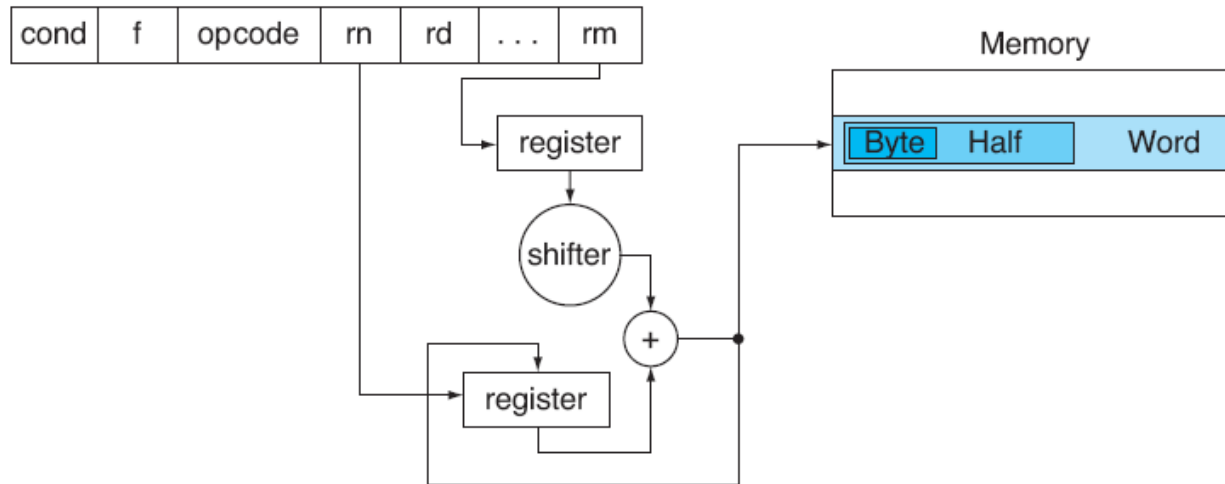 cond f opcode rn rd . . . rm
Memory
Byte Half Word
register
shifter
+
register